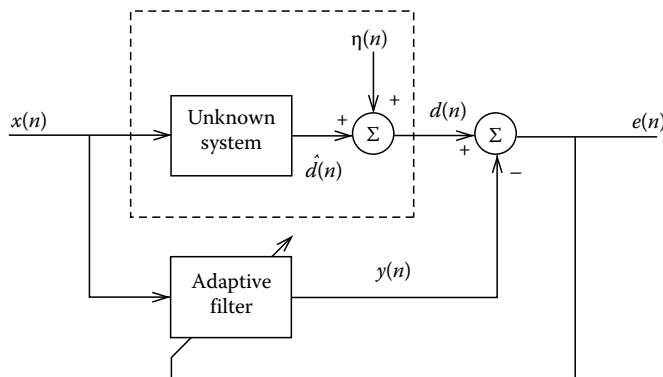 η(n)
x(n)
Unknown
system
+
+
Σ
d̂(n)
d(n)
+
Σ
−
e(n)
Adaptive
filter
y(n)